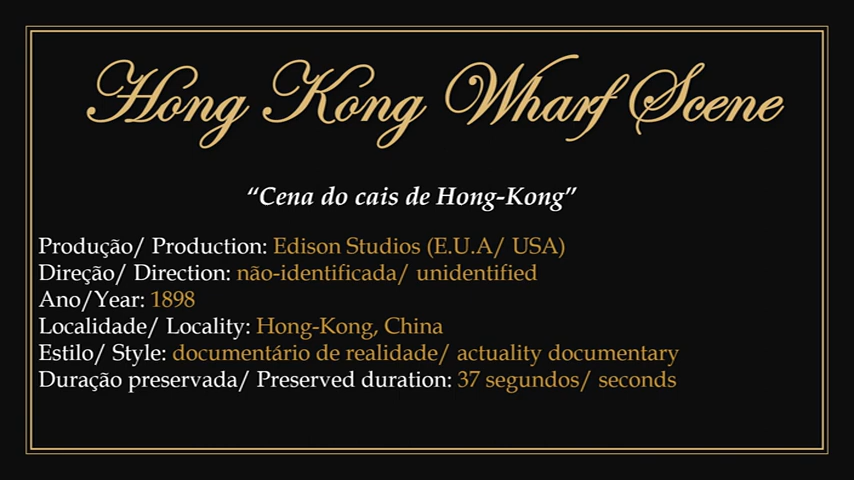 Hong Kong Wharf Scene
“Cena do cais de Hong-Kong”
Produção/ Production: Edison Studios (E.U.A/ USA)
Direção/ Direction: não-identificada/ unidentified
Ano/Year: 1898
Localidade/ Locality: Hong-Kong, China
Estilo/ Style: documentário de realidade/ actuality documentary
Duração preservada/ Preserved duration: 37 segundos/ seconds